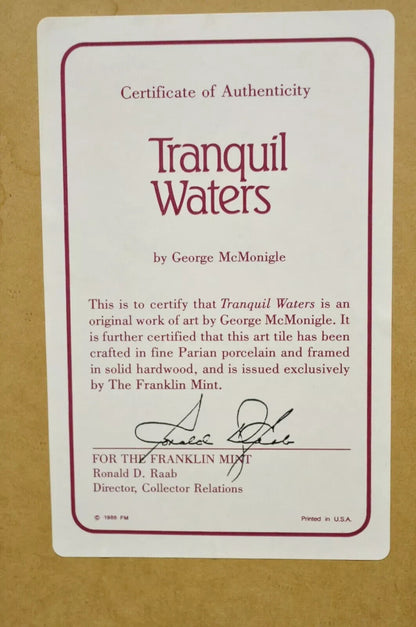 Certificate of Authenticity
Tranquil
Waters
by George McMonigle
This is to certify that Tranquil Waters is an
original work of art by George McMonigle. It
is further certified that this art tile has been
crafted in fine Parian porcelain and framed
in solid hardwood, and is issued exclusively
by The Franklin Mint.
Ronald D. Raab
FOR THE FRANKLIN MINT
Ronald D. Raab
Director, Collector Relations
© 1988 FM
Printed in U.S.A.